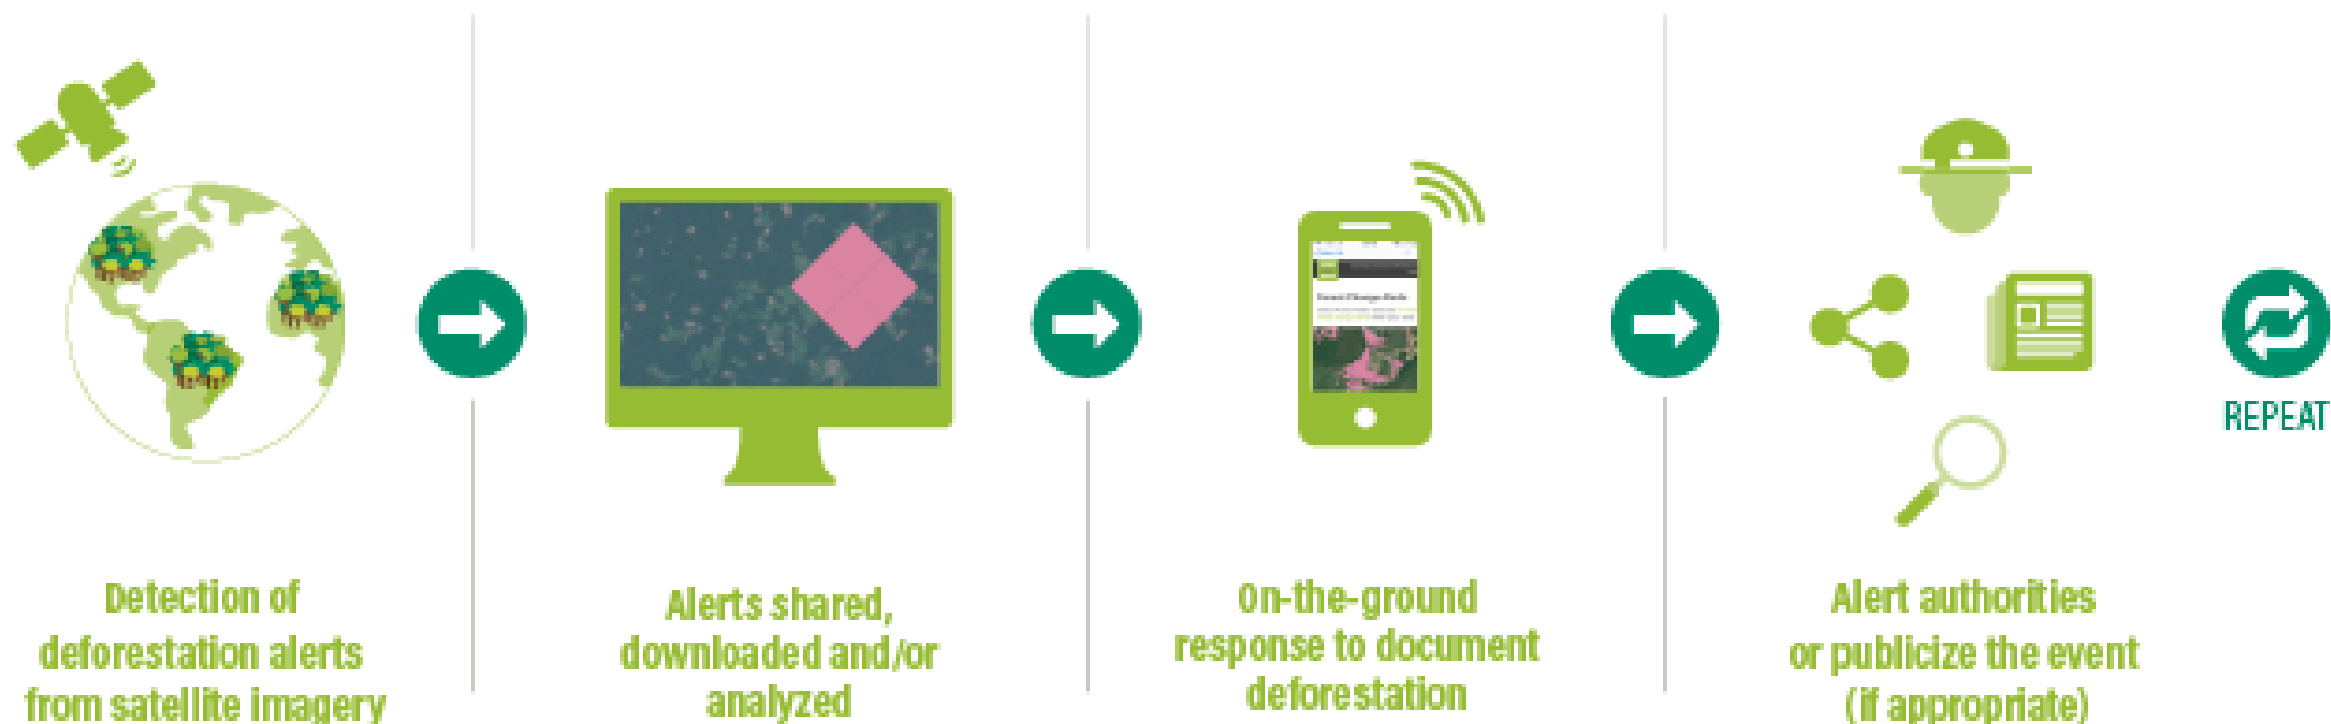 Detection of
deforestation alerts
from satellite imagery
Alerts shared,
downloaded and/or
analyzed
On-the-ground
response to document
deforestation
Alert authorities
or publicize the event
(if appropriate)
REPEAT